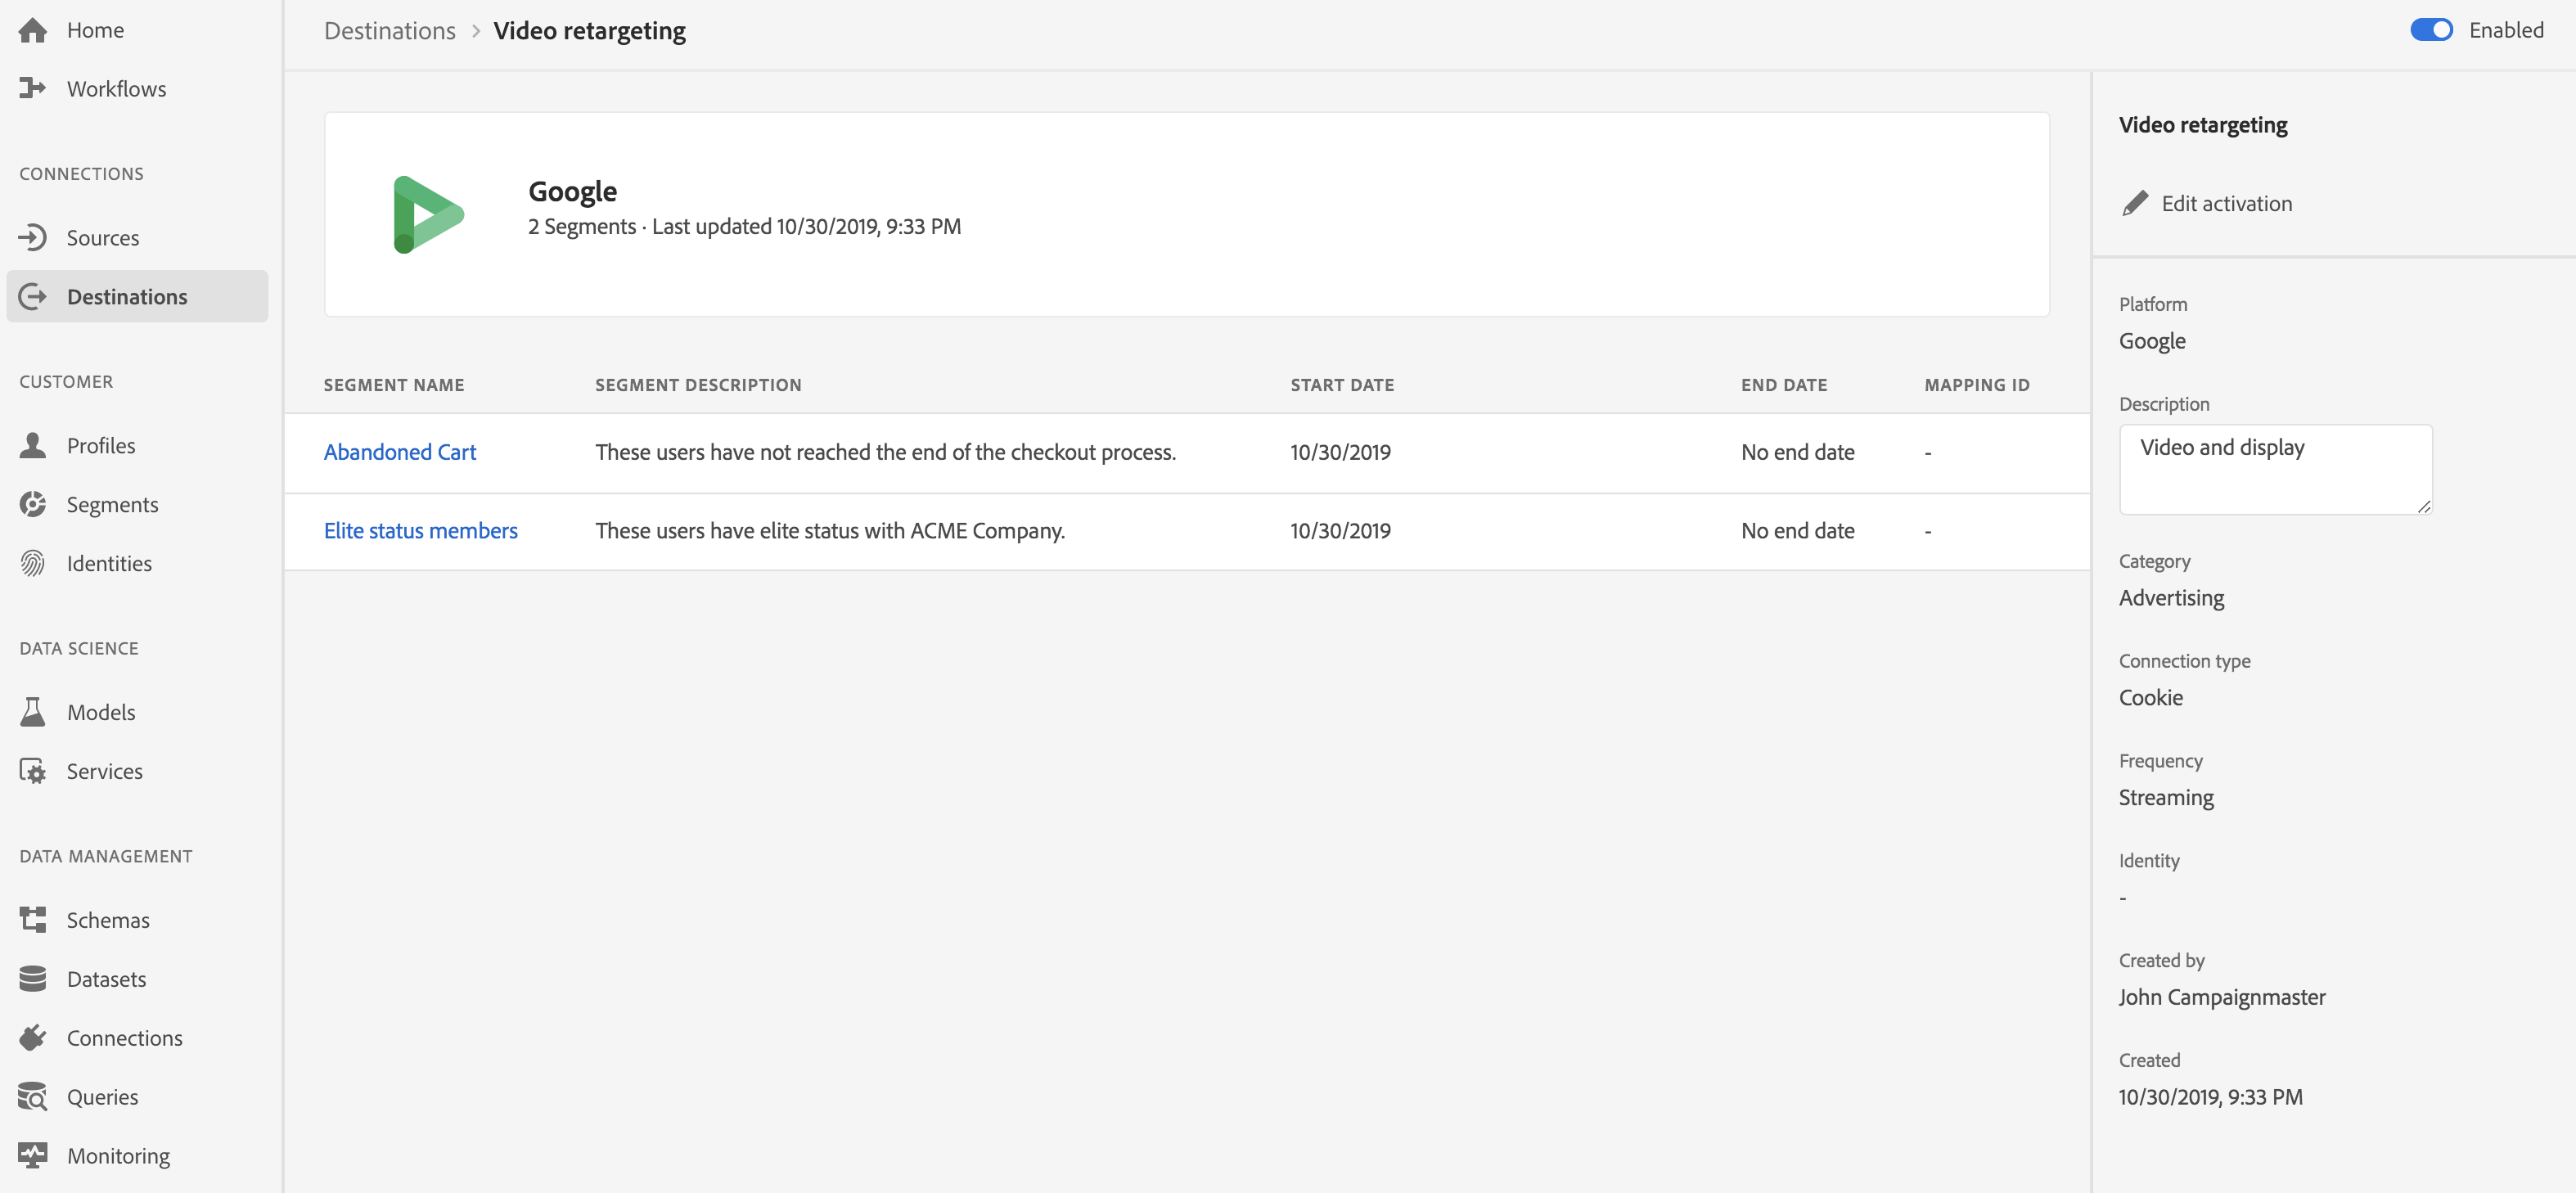 Home
Workflows
CONNECTIONS
Sources
Destinations
CUSTOMER
Profiles
Segments
Identities
DATA SCIENCE
Models
Services
DATA MANAGEMENT
Schemas
Datasets
Connections
Queries
Monitoring
Destinations > Video retargeting
Enabled
Google
2 Segments · Last updated 10/30/2019, 9:33 PM
SEGMENT NAME SEGMENT DESCRIPTION START DATE END DATE MAPPING ID
Abandoned Cart These users have not reached the end of the checkout process. 10/30/2019 No end date -
Elite status members These users have elite status with ACME Company. 10/30/2019 No end date -
Video retargeting
Edit activation
Platform
Google
Description
Video and display
Category
Advertising
Connection type
Cookie
Frequency
Streaming
Identity
-
Created by
John Campaignmaster
Created
10/30/2019, 9:33 PM